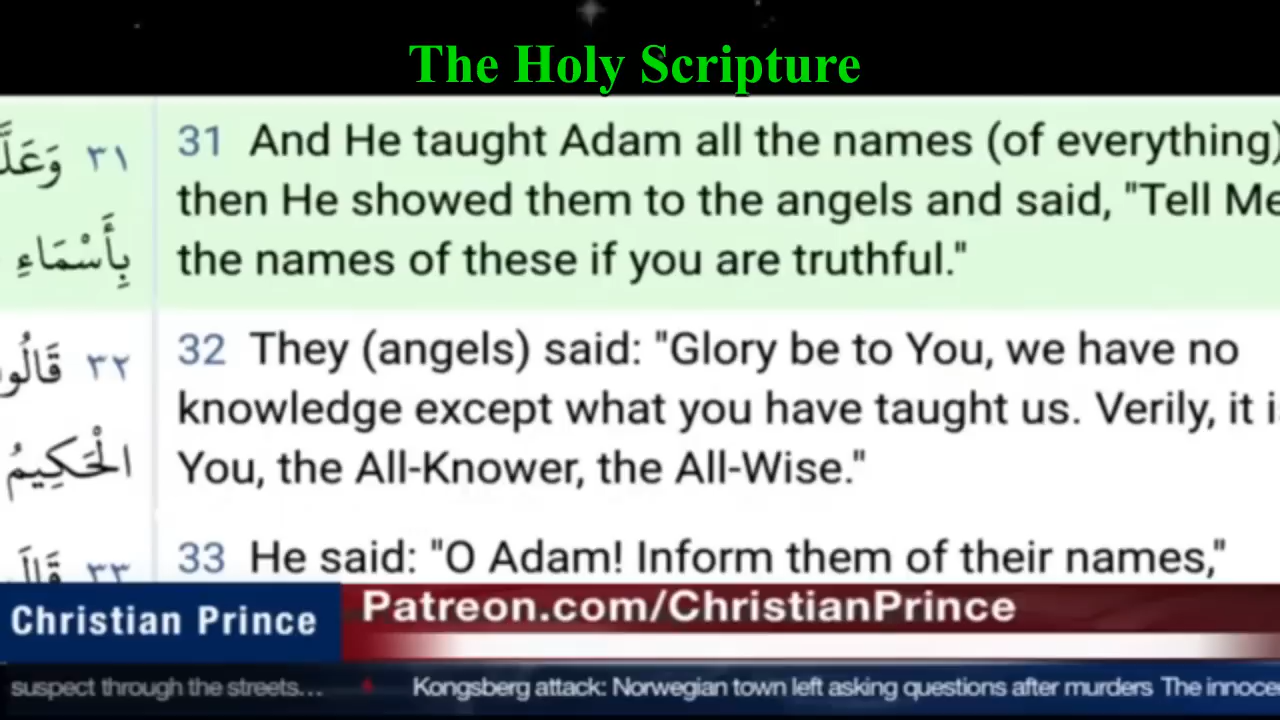 The Holy Scripture
٣١ وَعَلَّ
31 And He taught Adam all the names (of everything)
then He showed them to the angels and said, "Tell Me
بِأَسْمَاءِ
the names of these if you are truthful."
٣٢ قَالُو
32 They (angels) said: "Glory be to You, we have no
knowledge except what you have taught us. Verily, it i
الْحَكِيمُ
You, the All-Knower, the All-Wise."
٣٣ قَالَ
33 He said: "O Adam! Inform them of their names,"
Christian Prince
Patreon.com/ChristianPrince
suspect through the streets...
Kongsberg attack: Norwegian town left asking questions after murders The innoce